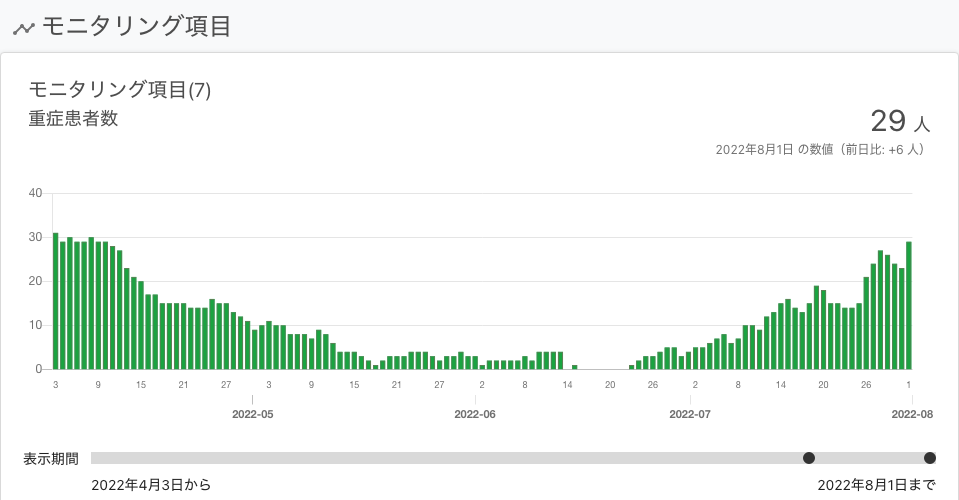 モニタリング項目
モニタリング項目(7)
重症患者数
29 人
2022年8月1日 の数値（前日比: +6 人）
40
30
20
10
0
3 9 15 21 27 3 9 15 21 27 2 8 14 20 26 2 8 14 20 26 1
2022-05 2022-06 2022-07 2022-08
表示期間
2022年4月3日から 2022年8月1日まで